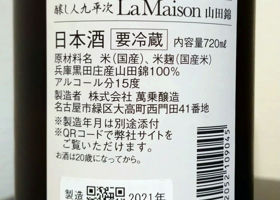 醸し人九平次 La Maison 山田錦
日本酒 要冷蔵 内容量720mℓ
原材料名 米(国産)、米麹(国産米)
兵庫黒田庄産山田錦100%
アルコール分15度
製造者 株式会社 萬乗醸造
名古屋市緑区大高町西門田41番地
※製造年月は別途添付
※QRコードで弊社サイトを
ご覧いただけます。
お酒は20歳になってから。
製造 2021年
2052109045